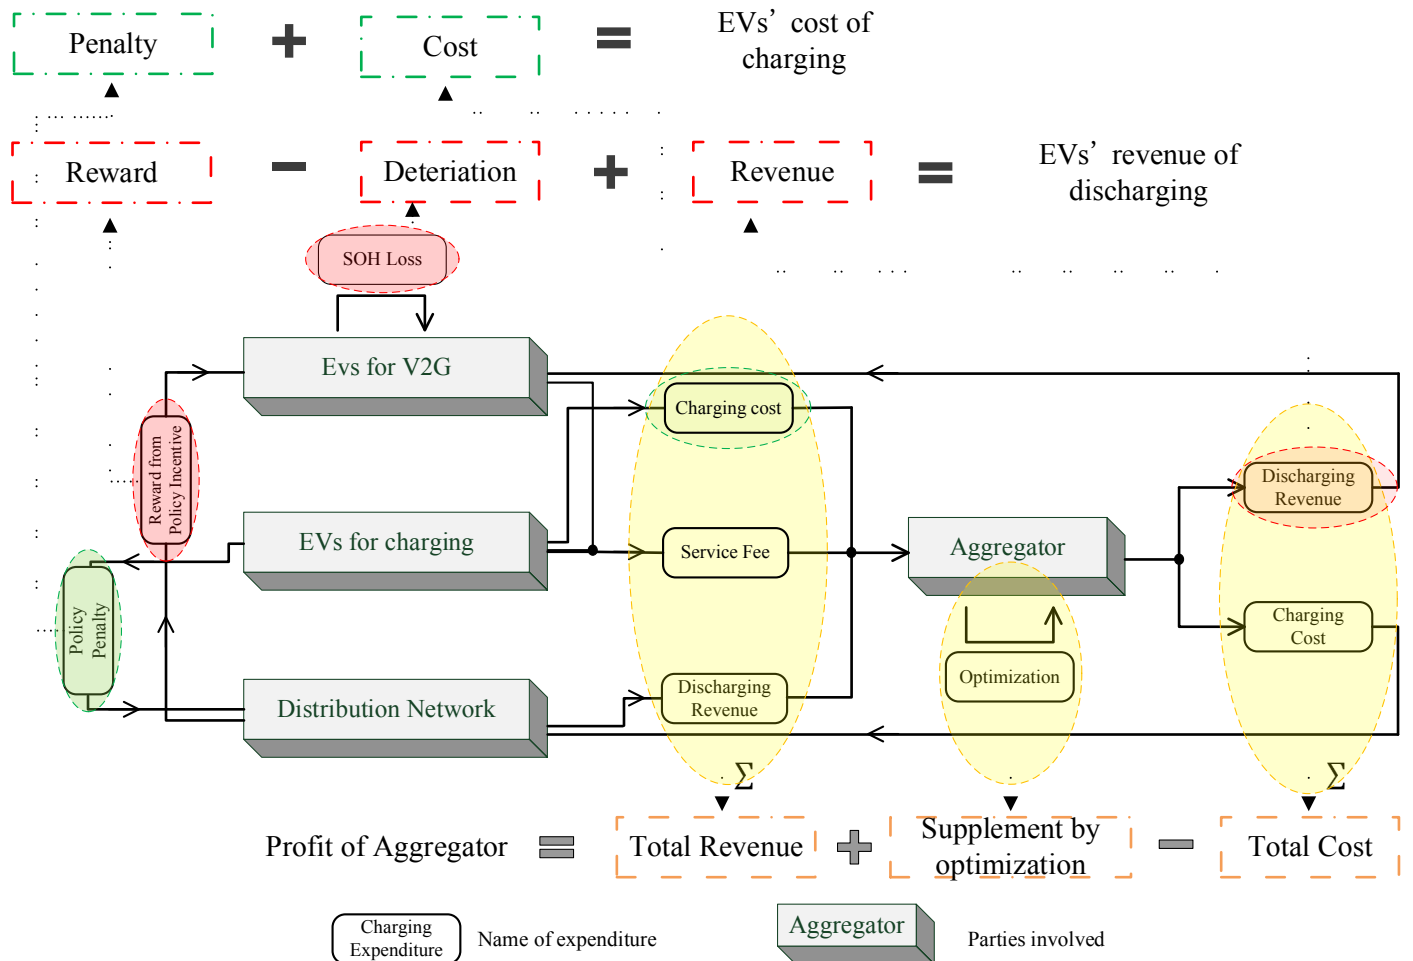 Penalty + Cost = EVs’ cost of
charging
Reward − Deteriation + Revenue = EVs’ revenue of
discharging
SOH Loss
Evs for V2G
Charging cost
Reward from
Policy Incentive
Discharging
Revenue
EVs for charging
Service Fee
Aggregator
Policy
Penalty
Charging
Cost
Optimization
Distribution Network
Discharging
Revenue
Σ
Σ
Profit of Aggregator = Total Revenue + Supplement by
optimization − Total Cost
Charging
Expenditure
Name of expenditure
Aggregator
Parties involved